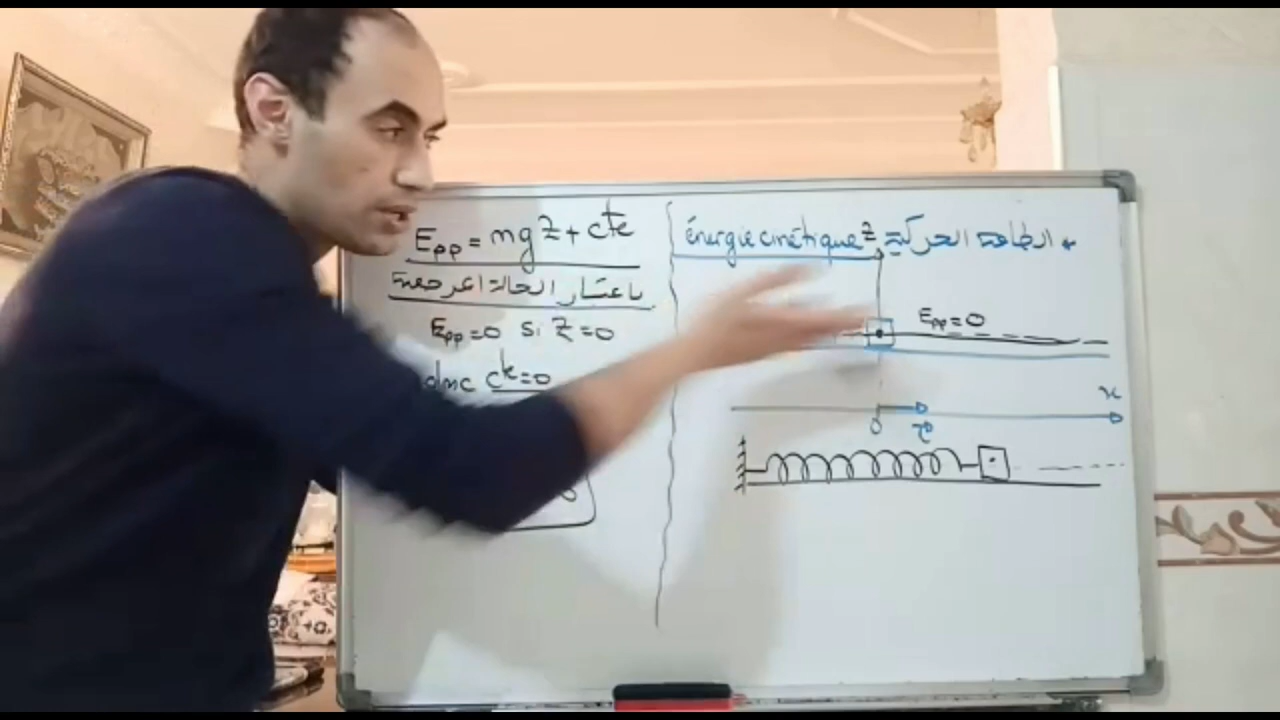 Epp = mgz + cte
باعتبار الحالة المرجعية
Epp=0 si z=0
donc cte=0
énergie cinétique الطاقة الحركية *
z
Epp=0
x
0